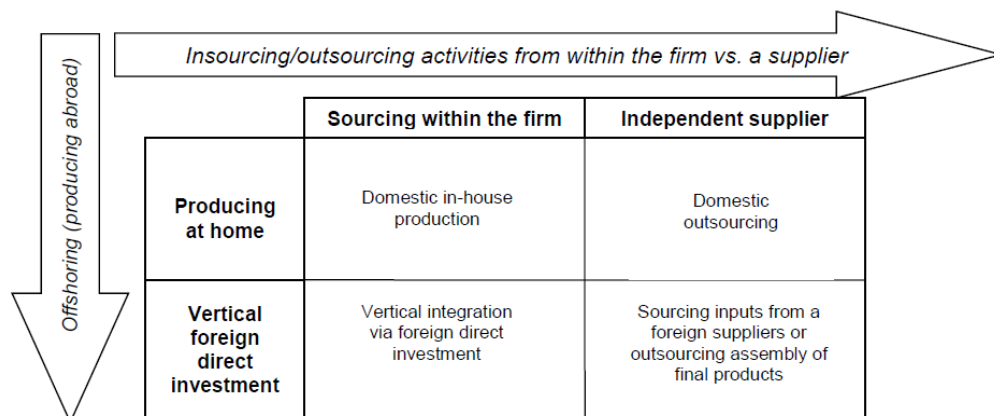 Insourcing/outsourcing activities from within the firm vs. a supplier
Offshoring (producing abroad)
Sourcing within the firm
Independent supplier
Producing
at home
Domestic in-house
production
Domestic
outsourcing
Vertical
foreign
direct
investment
Vertical integration
via foreign direct
investment
Sourcing inputs from a
foreign suppliers or
outsourcing assembly of
final products